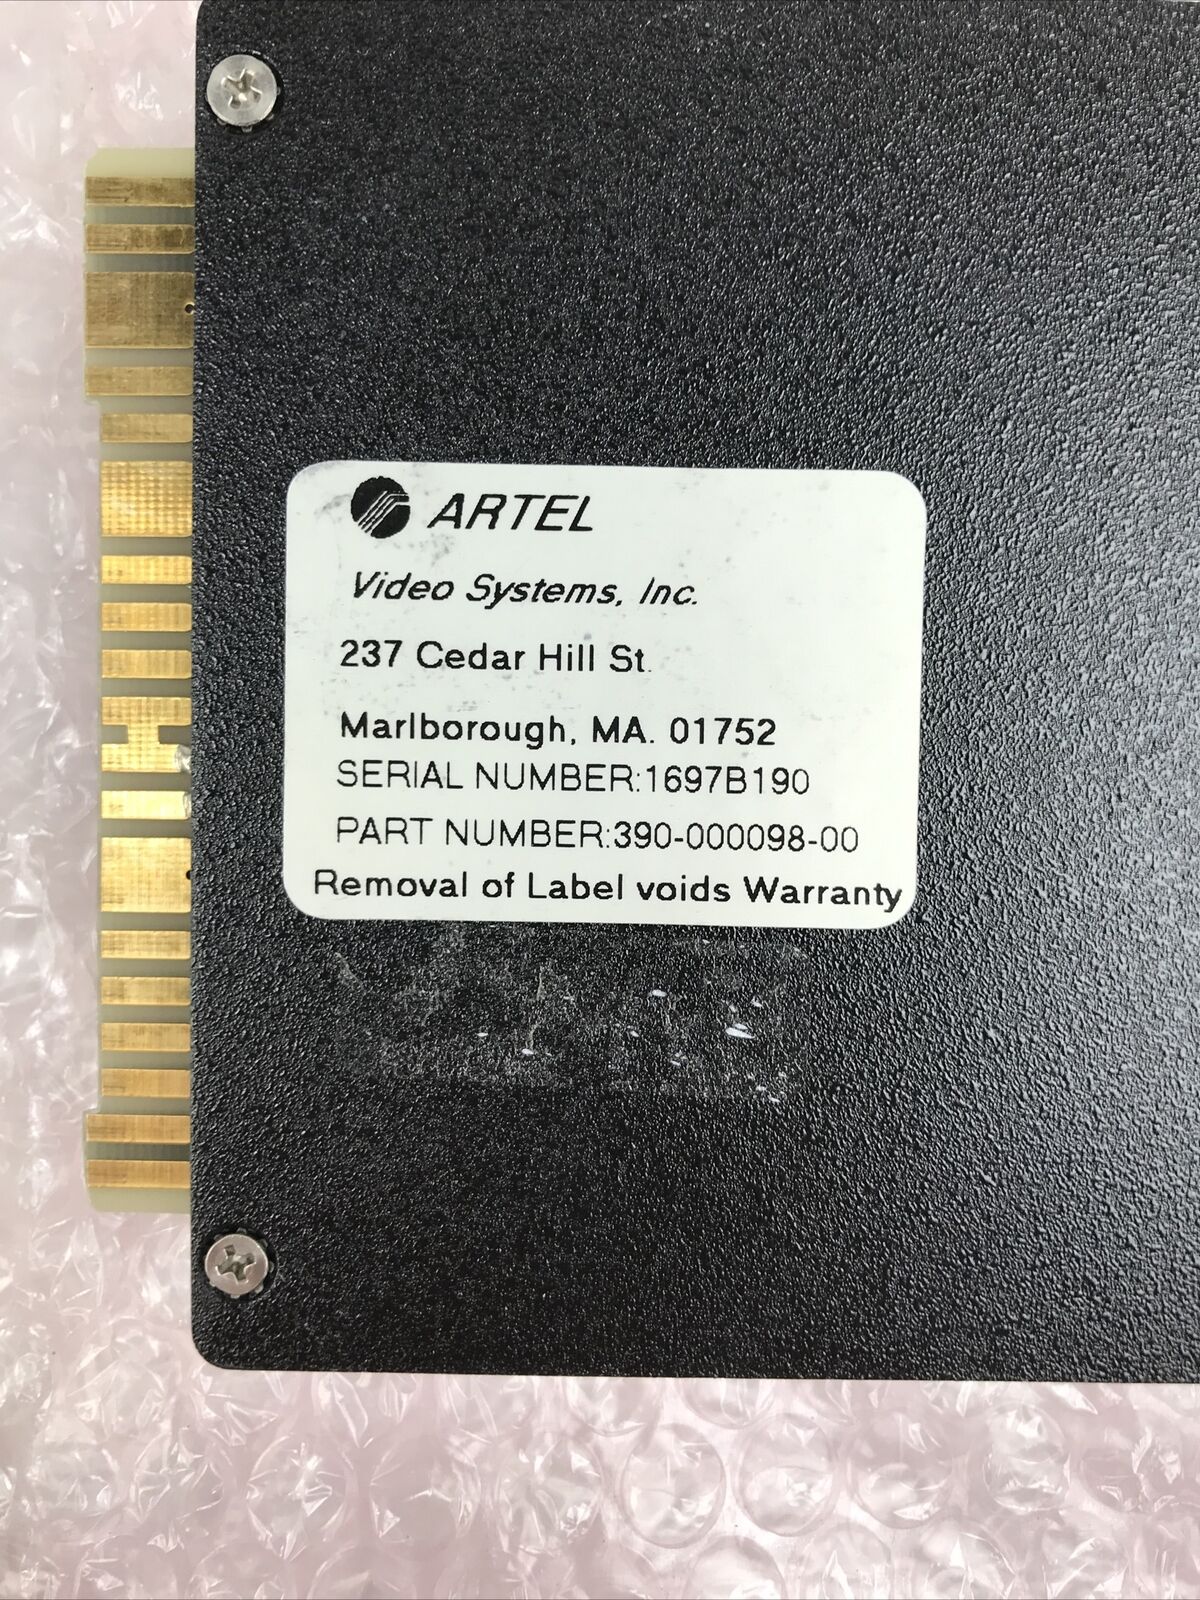 ARTEL
Video Systems, Inc.
237 Cedar Hill St.
Marlborough, MA. 01752
SERIAL NUMBER:1697B190
PART NUMBER:390-000098-00
Removal of Label voids Warranty